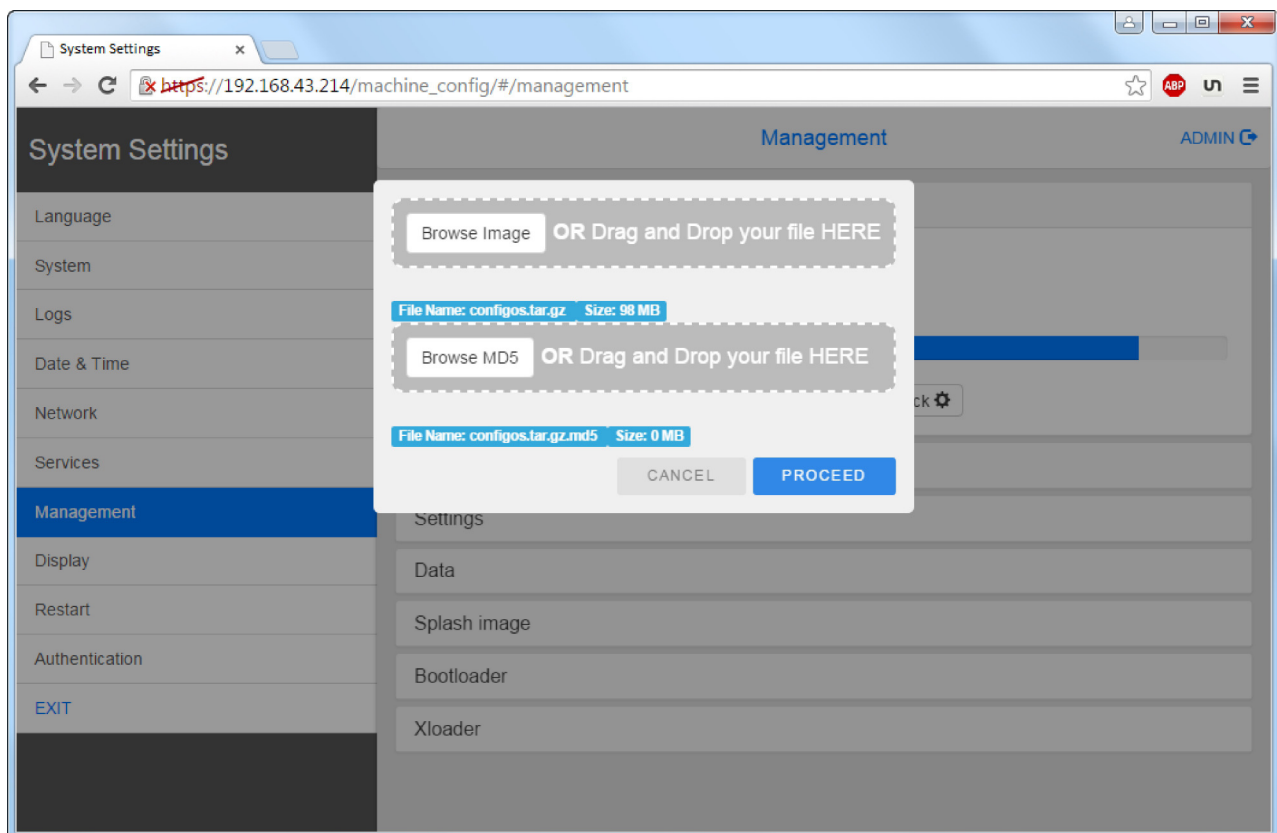 System Settings
https://192.168.43.214/machine_config/#/management
ABP
System Settings
Management
ADMIN
Language
System
Logs
Date & Time
Network
Services
Management
Display
Restart
Authentication
EXIT
Browse Image OR Drag and Drop your file HERE
File Name: configos.tar.gz Size: 98 MB
Browse MD5 OR Drag and Drop your file HERE
File Name: configos.tar.gz.md5 Size: 0 MB
CANCEL PROCEED
Settings
Data
Splash image
Bootloader
Xloader